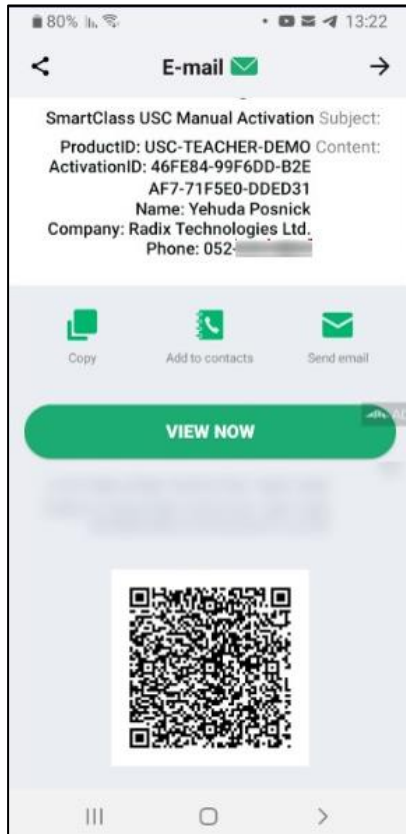 80% 13:22
E-mail
SmartClass USC Manual Activation Subject:
ProductID: USC-TEACHER-DEMO Content:
ActivationID: 46FE84-99F6DD-B2E
AF7-71F5E0-DDED31
Name: Yehuda Posnick
Company: Radix Technologies Ltd.
Phone: 052-
Copy Add to contacts Send email
VIEW NOW